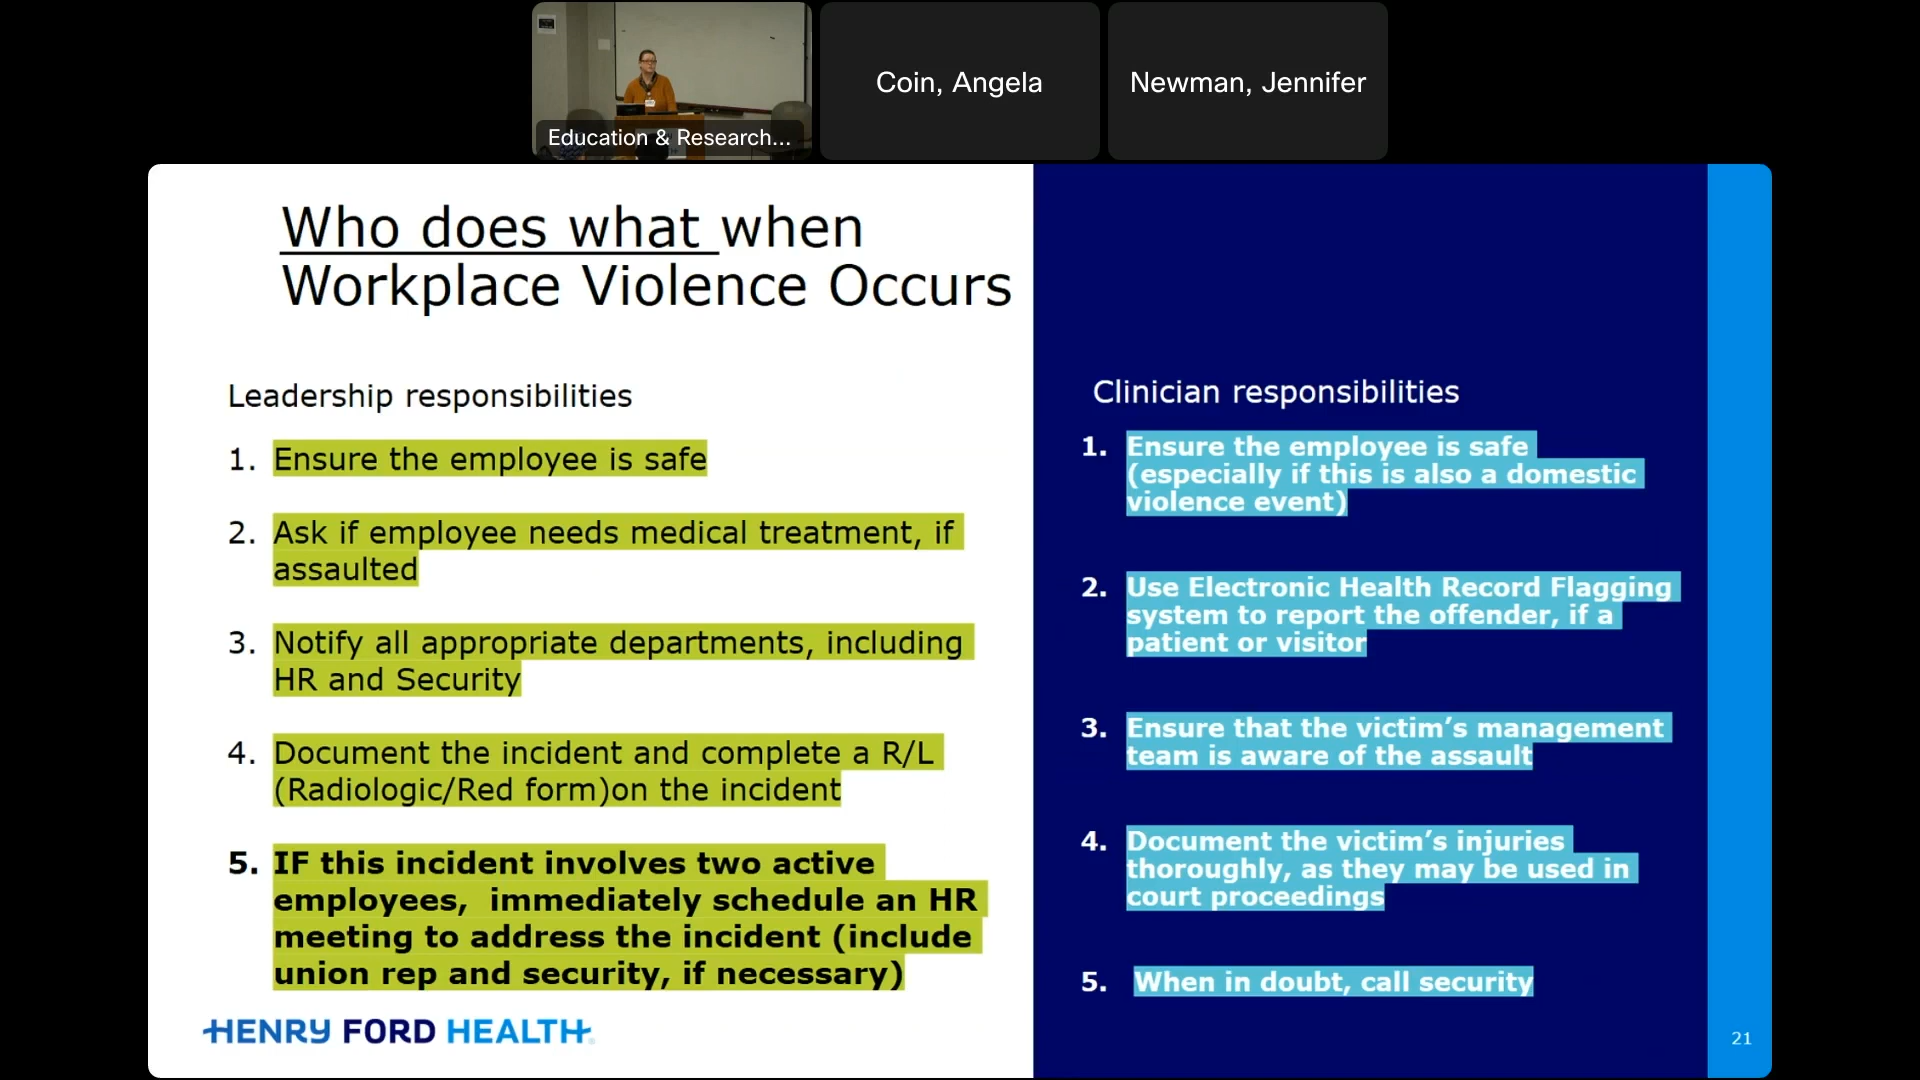 Education & Research...
Coin, Angela
Newman, Jennifer
Who does what when
Workplace Violence Occurs
Leadership responsibilities
1. Ensure the employee is safe
2. Ask if employee needs medical treatment, if
assaulted
3. Notify all appropriate departments, including
HR and Security
4. Document the incident and complete a R/L
(Radiologic/Red form)on the incident
5. IF this incident involves two active
employees, immediately schedule an HR
meeting to address the incident (include
union rep and security, if necessary)
HENRY FORD HEALTH
Clinician responsibilities
1. Ensure the employee is safe
(especially if this is also a domestic
violence event)
2. Use Electronic Health Record Flagging
system to report the offender, if a
patient or visitor
3. Ensure that the victim’s management
team is aware of the assault
4. Document the victim’s injuries
thoroughly, as they may be used in
court proceedings
5. When in doubt, call security
21